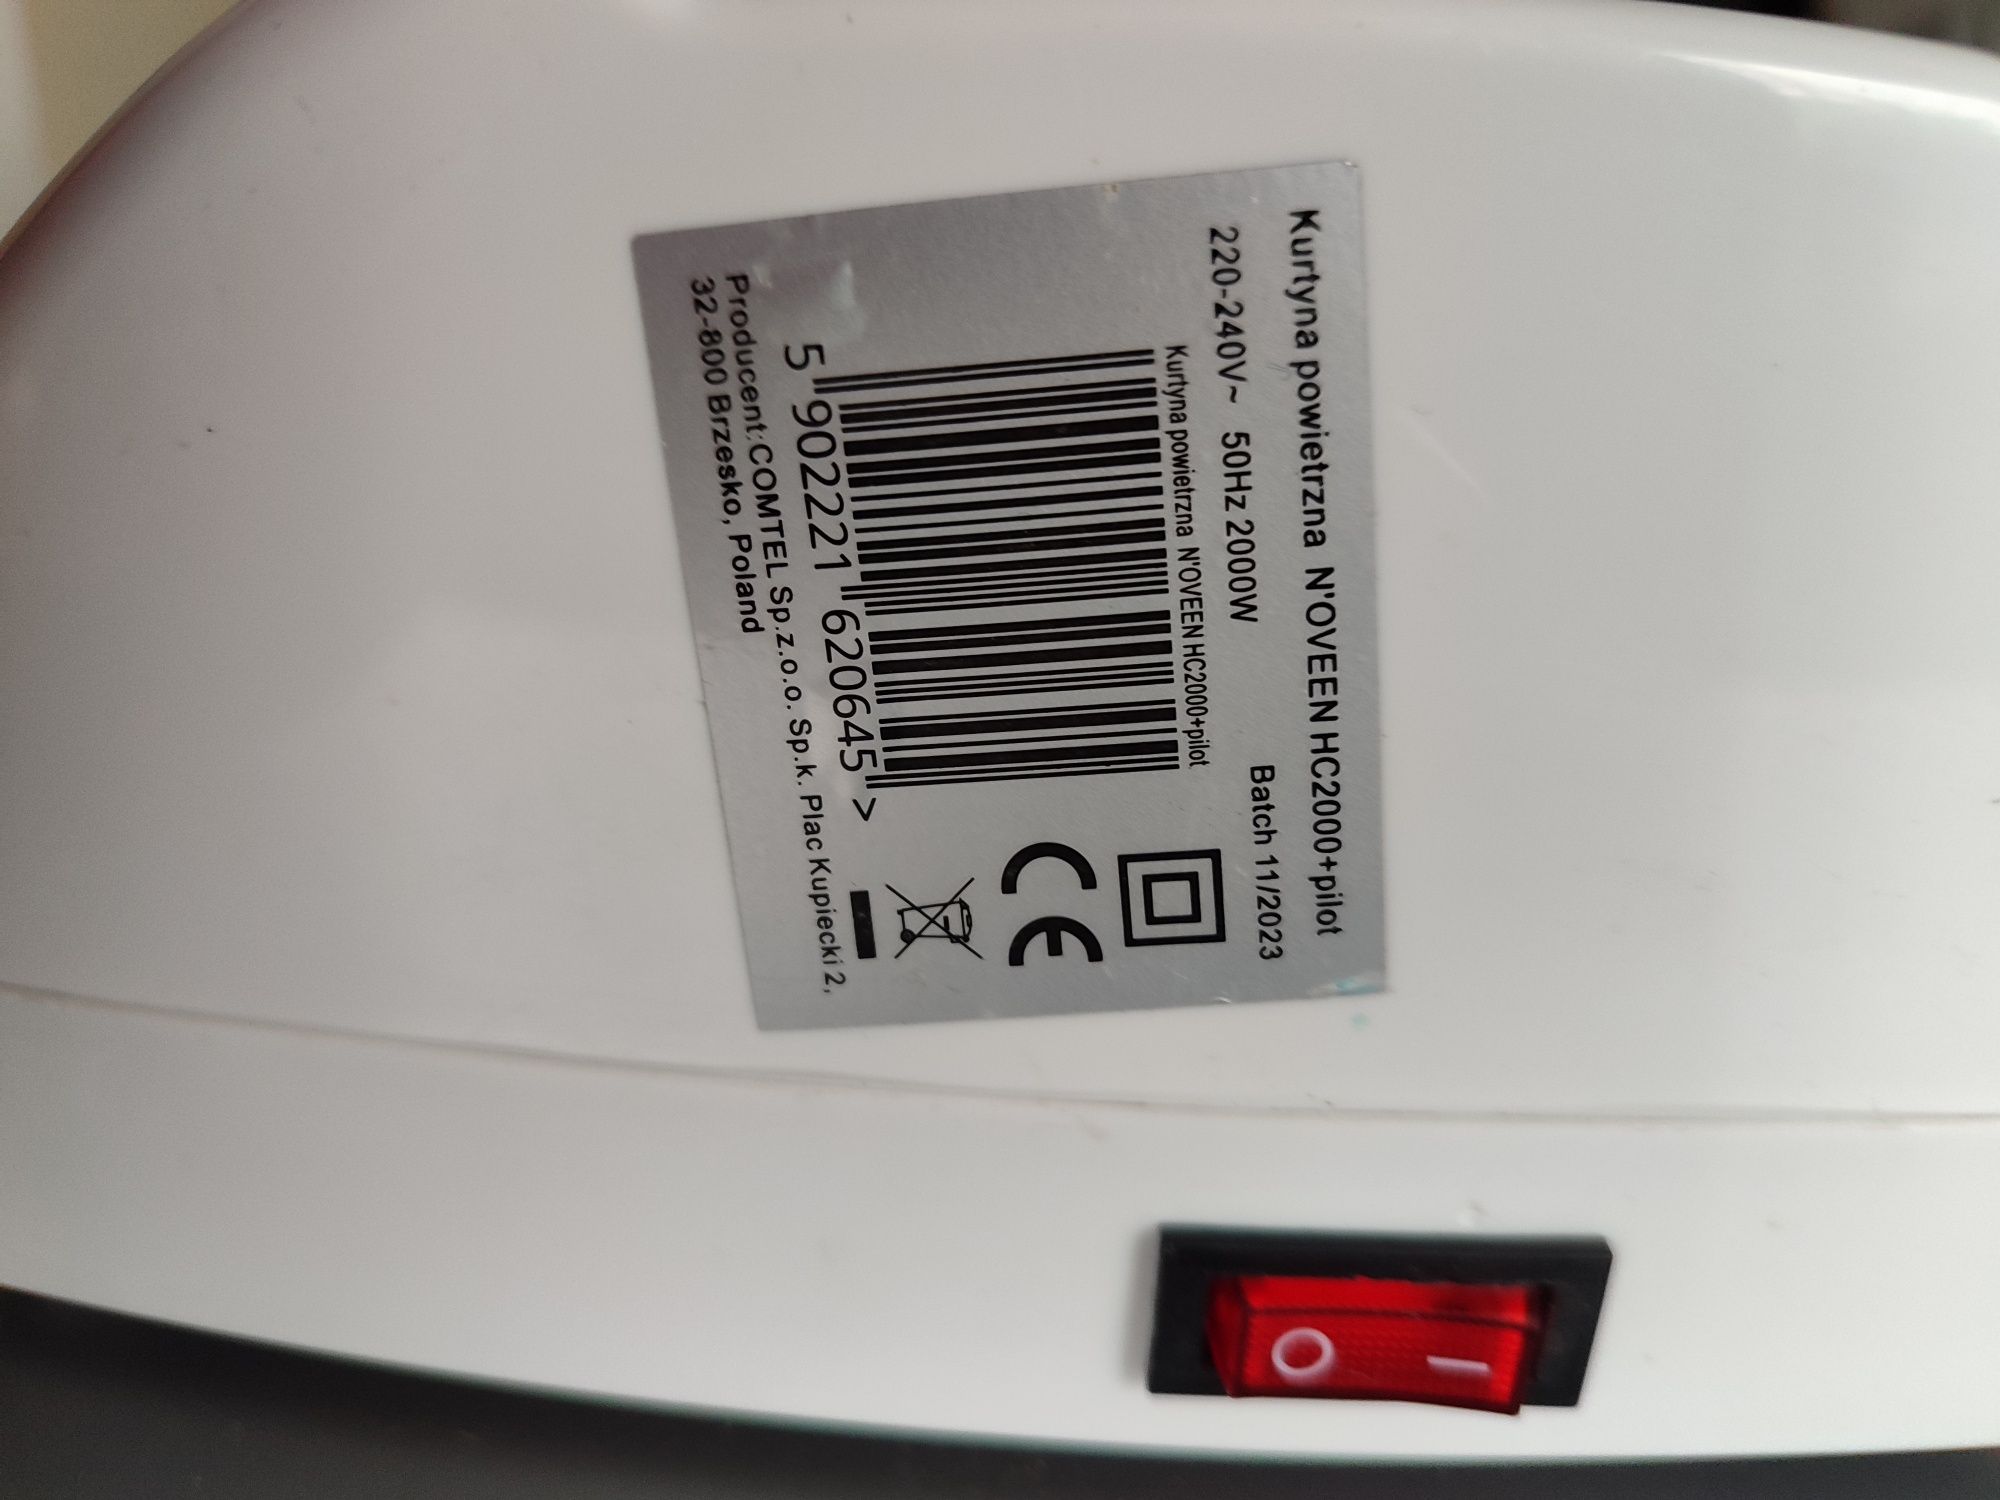 Kurtyna powietrzna N'OVEEN HC2000+pilot
220-240V~ 50Hz 2000W
Batch 11/2023
Kurtyna powietrzna N'OVEEN HC2000+pilot
5 902221 620645 >
CE
Producent:COMTEL Sp.z.o.o. Sp.k. Plac Kupiecki 2,
32-800 Brzesko, Poland
O I